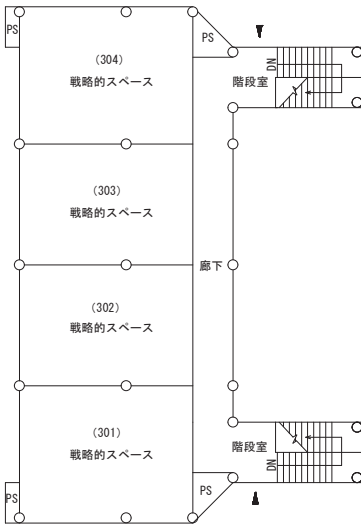 PS
(304)
戦略的スペース
PS
階段室
DN
(303)
戦略的スペース
廊下
(302)
戦略的スペース
(301)
戦略的スペース
階段室
DN
PS
PS